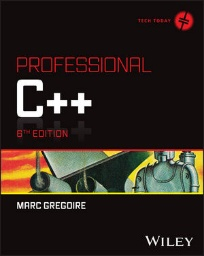 TECH TODAY
PROFESSIONAL
C++
6TH EDITION
MARC GREGOIRE
WILEY